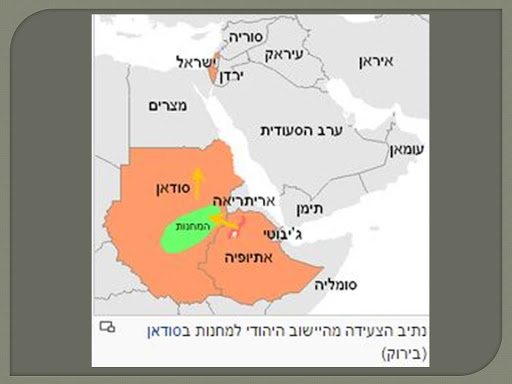 סוריה
עיראק
איראן
ישראל
ירדן
מצרים
ערב הסעודית
עומאן
סודאן
אריתריאה
תימן
המחנות
ג'יבוטי
אתיופיה
סומליה
נתיב הצעידה מהיישוב היהודי למחנות בסודאן
(בירוק)